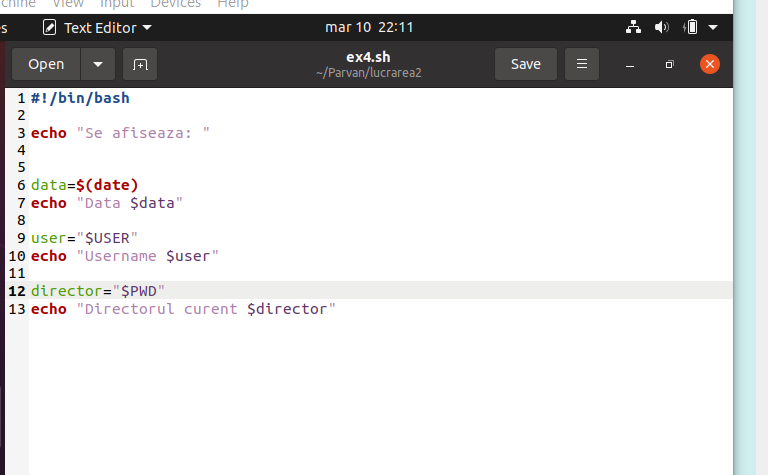 View Input Devices Help
Text Editor mar 10 22:11
Open ex4.sh Save
~/Parvan/lucrarea2
1 #!/bin/bash
2
3 echo "Se afiseaza: "
4
5
6 data=$(date)
7 echo "Data $data"
8
9 user="$USER"
10 echo "Username $user"
11
12 director="$PWD"
13 echo "Directorul curent $director"